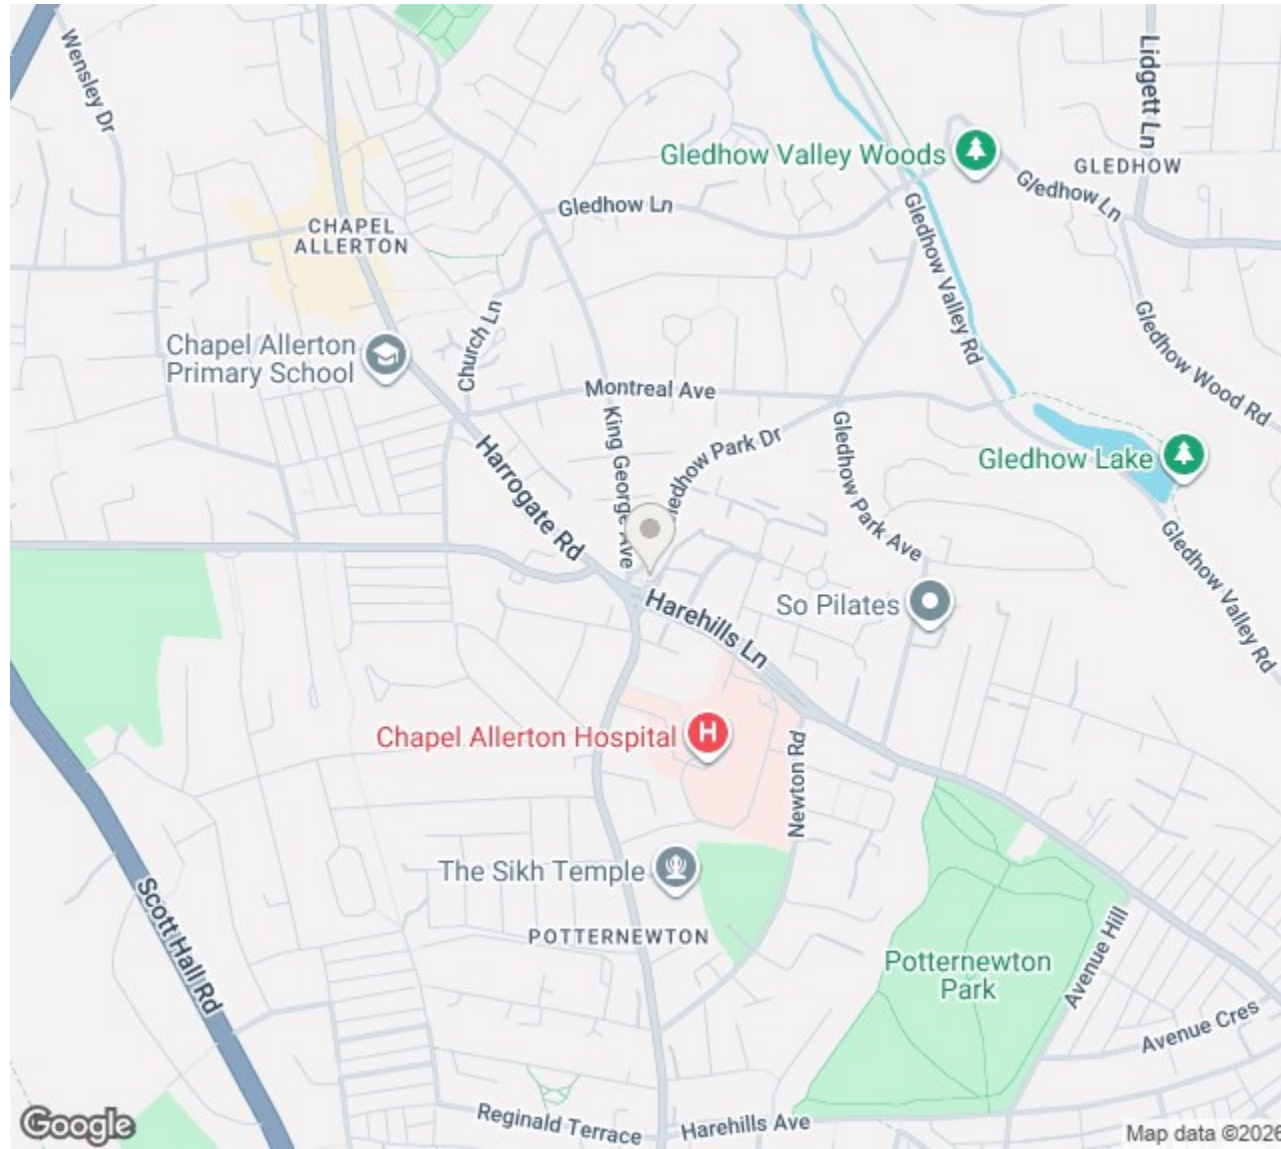 Wensley Dr
Lidgett Ln
Gledhow Valley Woods
GLEDHOW
Gledhow Ln
Gledhow Ln
CHAPEL
ALLERTON
Gledhow Valley Rd
Church Ln
Chapel Allerton
Primary School
Gledhow Wood Rd
Montreal Ave
King George Ave
Gledhow Park Ave
Harrogate Rd
Gledhow Lake
Gledhow Valley Rd
So Pilates
Harehills Ln
Chapel Allerton Hospital
Newton Rd
The Sikh Temple
Scott Hall Rd
POTTERNEWTON
Potternewton
Park
Avenue Hill
Avenue Cres
Reginald Terrace
Harehills Ave
Google
Map data ©2026